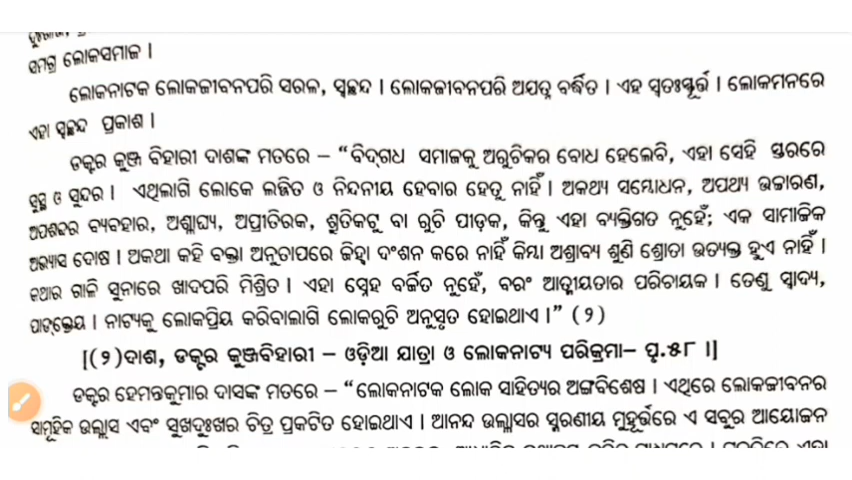 ସମଗ୍ର ଲୋକସମାଜ ।
ଲୋକନାଟକ ଲୋକଜୀବନପରି ସରଳ, ସ୍ୱଚ୍ଛନ୍ଦ । ଲୋକଜୀବନପରି ଅଯତ୍ନ ବର୍ଦ୍ଧିତ । ଏହ ସ୍ୱତଃସ୍ଫୂର୍ତ୍ତ । ଲୋକମନରେ
ଏହା ସ୍ୱଚ୍ଛନ୍ଦ ପ୍ରକାଶ ।
ଡକ୍ଟର କୁଞ୍ଜ ବିହାରୀ ଦାଶଙ୍କ ମତରେ – “ବିଦ୍‌ଗଧ ସମାଜକୁ ଅରୁଚିକର ବୋଧ ହେଲେବି, ଏହା ସେହି ସ୍ତରରେ
ସୁସ୍ଥ ଓ ସୁନ୍ଦର । ଏଥିଲାଗି ଲୋକେ ଲଜ୍ଜିତ ଓ ନିନ୍ଦନୀୟ ହେବାର ହେତୁ ନାହିଁ । ଅକଥ୍ୟ ସମ୍ୱୋଧନ, ଅପଥ୍ୟ ଉଚ୍ଚାରଣ,
ଅପଶବ୍ଦର ବ୍ୟବହାର, ଅଶ୍ଳାଘ୍ୟ, ଅପ୍ରୀତିରକ, ଶ୍ରୁତିକଟୁ ବା ରୁଚି ପୀଡ଼କ, କିନ୍ତୁ ଏହା ବ୍ୟକ୍ତିଗତ ନୁହେଁ; ଏକ ସାମାଜିକ
ଅଭ୍ୟାସ ଦୋଷ । ଅକଥା କହି ବକ୍ତା ଅନୁତାପରେ ଜିହ୍ୱା ଦଂଶନ କରେ ନାହିଁ କିମ୍ୱା ଅଶ୍ରାବ୍ୟ ଶୁଣି ଶ୍ରୋତା ଉତ୍ୟକ୍ତ ହୁଏ ନାହିଁ ।
କଥାର ଗାଳି ସୁନାରେ ଖାଦପରି ମିଶ୍ରିତ । ଏହା ସ୍ନେହ ବର୍ଜିତ ନୁହେଁ, ବରଂ ଆତ୍ମୀୟତାର ପରିଚାୟକ । ତେଣୁ ସ୍ୱାଦ୍ୟ,
ପାଙ୍‌କ୍ତେୟ । ନାଟ୍ୟକୁ ଲୋକପ୍ରିୟ କରିବାଲାଗି ଲୋକରୁଚି ଅନୁସୃତ ହୋଇଥାଏ ।” (୨)
[(୨)ଦାଶ, ଡକ୍ଟର କୁଞ୍ଜବିହାରୀ – ଓଡ଼ିଆ ଯାତ୍ରା ଓ ଲୋକନାଟ୍ୟ ପରିକ୍ରମା– ପୃ.୫୮ ।]
ଡକ୍ଟର ହେମନ୍ତକୁମାର ଦାସଙ୍କ ମତରେ – “ଲୋକନାଟକ ଲୋକ ସାହିତ୍ୟର ଅଙ୍ଗବିଶେଷ । ଏଥିରେ ଲୋକଜୀବନର
ସାମୂହିକ ଉଲ୍ଲାସ ଏବଂ ସୁଖଦୁଃଖର ଚିତ୍ର ପ୍ରକଟିତ ହୋଇଥାଏ । ଆନନ୍ଦ ଉଲ୍ଲାସର ସ୍ମରଣୀୟ ମୁହୂର୍ତ୍ତରେ ଏ ସବୁର ଆୟୋଜନ